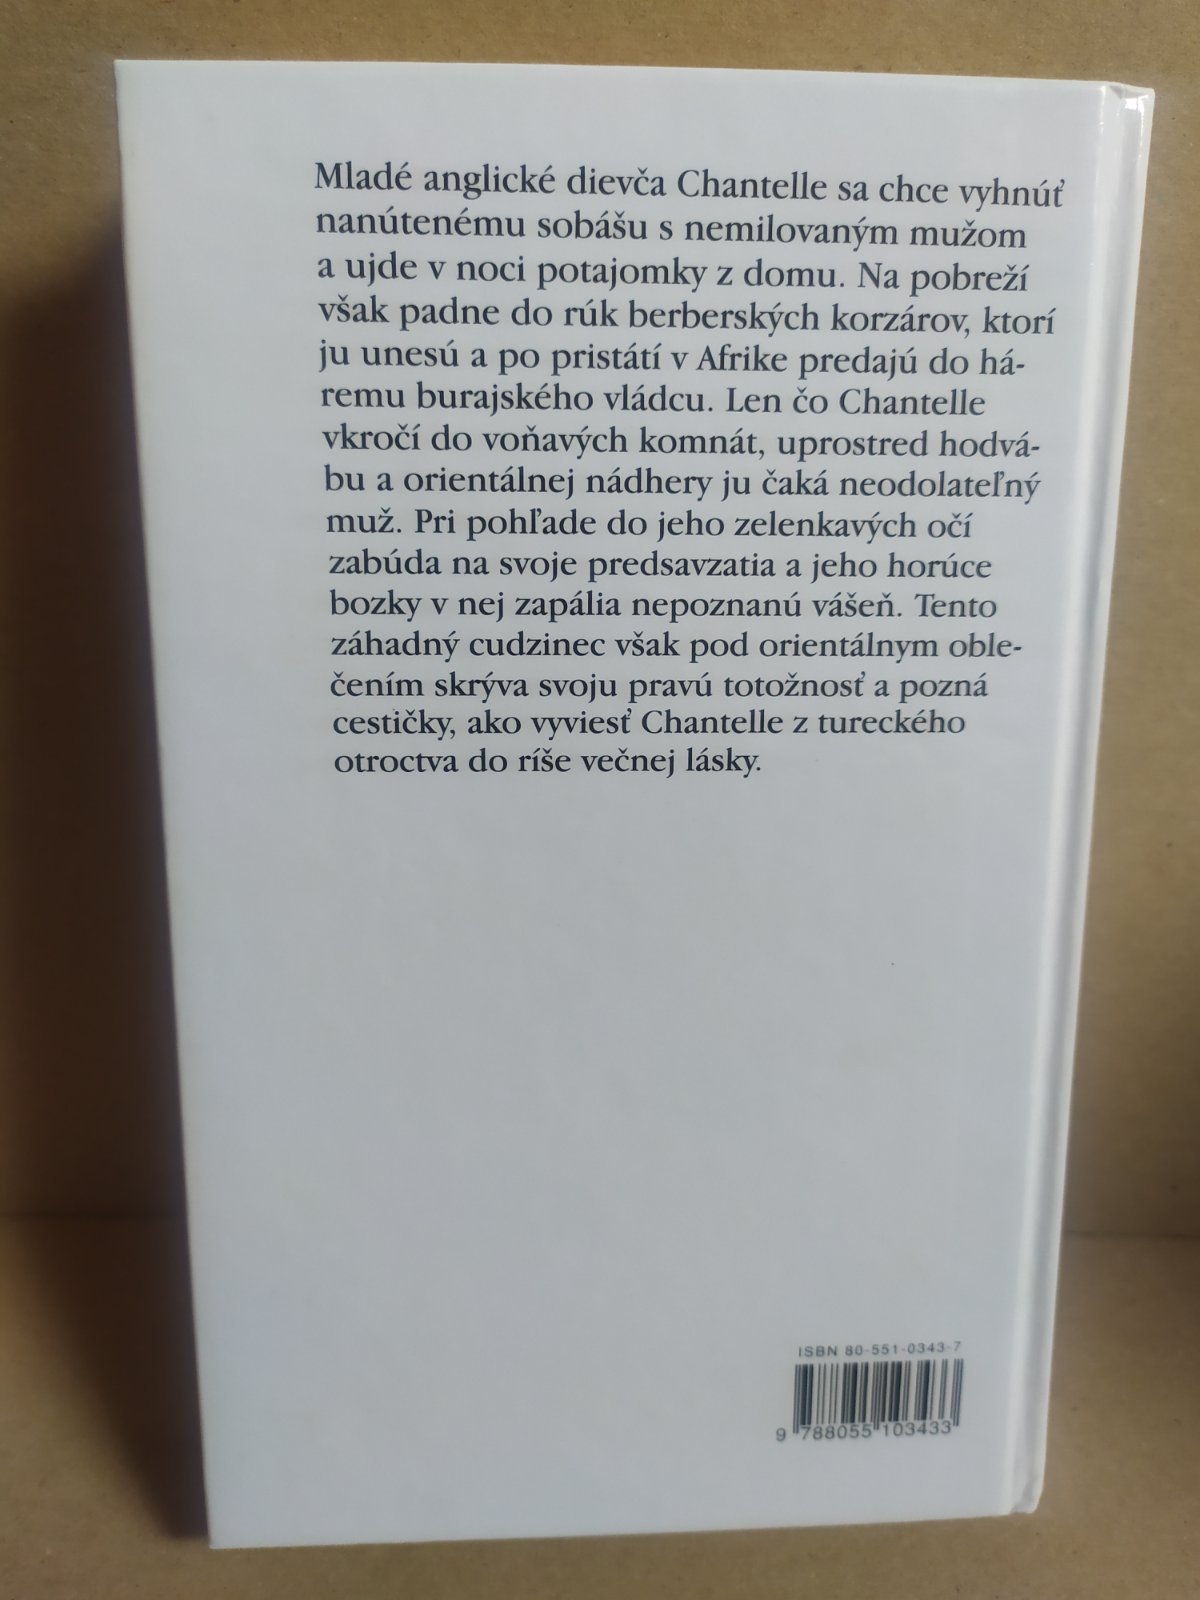 Mladé anglické dievča Chantelle sa chce vyhnúť
nanútenému sobášu s nemilovaným mužom
a ujde v noci potajomky z domu. Na pobreží
však padne do rúk berberských korzárov, ktorí
ju unesú a po pristátí v Afrike predajú do há-
remu burajského vládcu. Len čo Chantelle
vkročí do voňavých komnát, uprostred hodvá-
bu a orientálnej nádhery ju čaká neodolateľný
muž. Pri pohľade do jeho zelenkavých očí
zabúda na svoje predsavzatia a jeho horúce
bozky v nej zapália nepoznanú vášeň. Tento
záhadný cudzinec však pod orientálnym oble-
čením skrýva svoju pravú totožnosť a pozná
cestičky, ako vyviesť Chantelle z tureckého
otroctva do ríše večnej lásky.
ISBN 80-551-0343-7
9 788055 103433